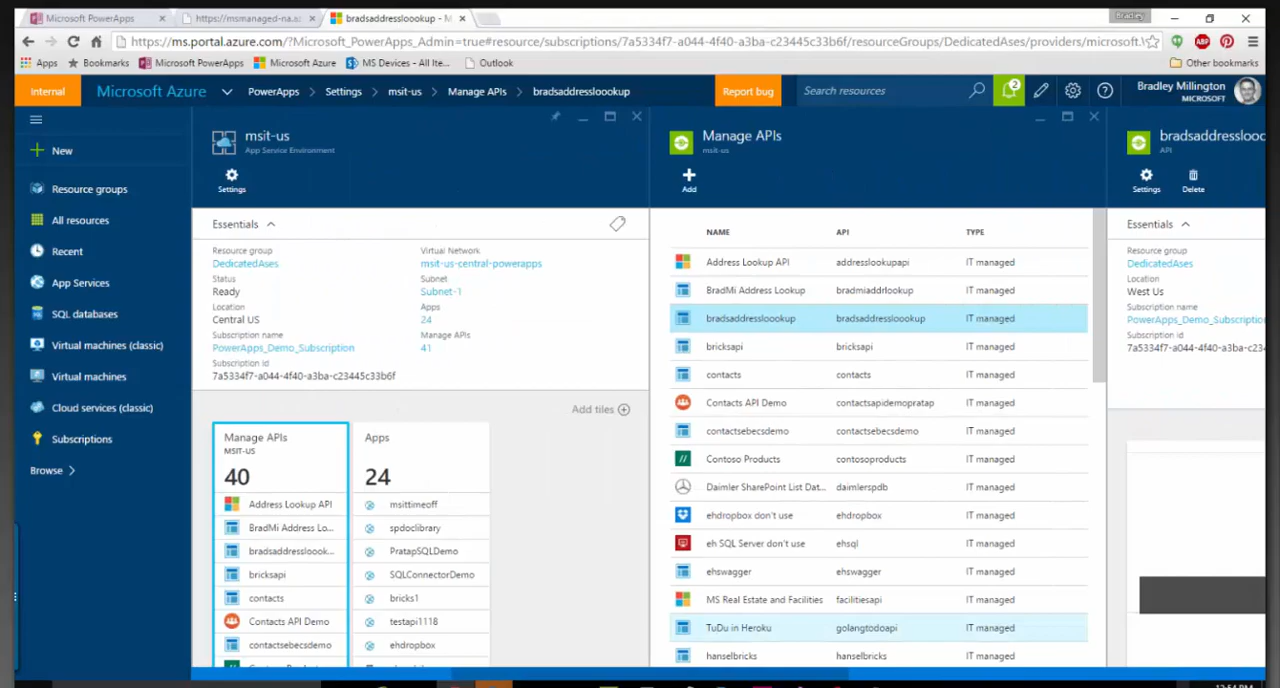 Microsoft PowerApps
https://msmanaged-na.a
bradsaddressloookup - M
Bradley
https://ms.portal.azure.com/?Microsoft_PowerApps_Admin=true#resource/subscriptions/7a5334f7-a044-4f40-a3ba-c23445c33b6f/resourceGroups/DedicatedAses/providers/microsoft.
ABP
Apps
Bookmarks
Microsoft PowerApps
Microsoft Azure
MS Devices - All Ite...
Outlook
Other bookmarks
Internal
Microsoft Azure
PowerApps
Settings
msit-us
Manage APIs
bradsaddressloookup
Report bug
Search resources
2
Bradley Millington
MICROSOFT
New
Resource groups
All resources
Recent
App Services
SQL databases
Virtual machines (classic)
Virtual machines
Cloud services (classic)
Subscriptions
Browse
msit-us
App Service Environment
Settings
Essentials
Resource group
DedicatedAses
Status
Ready
Location
Central US
Subscription name
PowerApps_Demo_Subscription
Subscription id
7a5334f7-a044-4f40-a3ba-c23445c33b6f
Virtual Network
msit-us-central-powerapps
Subnet
Subnet-1
Apps
24
Manage APIs
41
Add tiles
Manage APIs
MSIT-US
40
Address Lookup API
BradMi Address Lo...
bradsaddresslook...
bricksapi
contacts
Contacts API Demo
contactsebecsdemo
Apps
24
msittimeoff
spdoclibrary
PratapSQLDemo
SQLConnectorDemo
bricks1
testapi1118
ehdropbox
Manage APIs
msit-us
Add
NAME API TYPE
Address Lookup API addresslookupapi IT managed
BradMi Address Lookup bradmiaddrlookup IT managed
bradsaddressloookup bradsaddressloookup IT managed
bricksapi bricksapi IT managed
contacts contacts IT managed
Contacts API Demo contactsapidemopratap IT managed
contactsebecsdemo contactsebecsdemo IT managed
Contoso Products contosoproducts IT managed
Daimler SharePoint List Dat... daimlerspdb IT managed
ehdropbox don't use ehdropbox IT managed
eh SQL Server don't use ehsql IT managed
ehswagger ehswagger IT managed
MS Real Estate and Facilities facilitiesapi IT managed
TuDu in Heroku golangtodoapi IT managed
hanselbricks hanselbricks IT managed
bradsaddresslooo
API
Settings
Delete
Essentials
Resource group
DedicatedAses
Location
West Us
Subscription name
PowerApps_Demo_Subscriptio
Subscription id
7a5334f7-a044-4f40-a3ba-c2